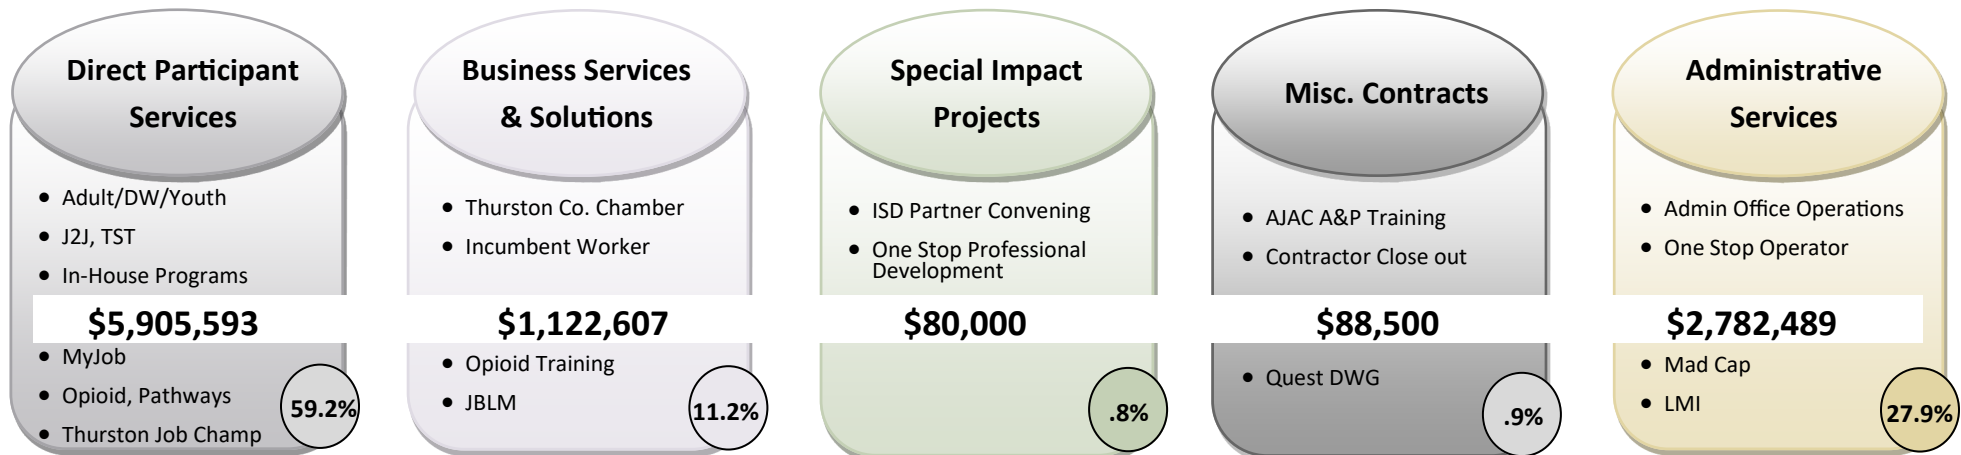 Direct Participant
Services
• Adult/DW/Youth
• J2J, TST
• In-House Programs
$5,905,593
• MyJob
• Opioid, Pathways
• Thurston Job Champ
59.2%
Business Services
& Solutions
• Thurston Co. Chamber
• Incumbent Worker
$1,122,607
• Opioid Training
• JBLM
11.2%
Special Impact
Projects
• ISD Partner Convening
• One Stop Professional
Development
$80,000
.8%
Misc. Contracts
• AJAC A&P Training
• Contractor Close out
$88,500
• Quest DWG
.9%
Administrative
Services
• Admin Office Operations
• One Stop Operator
$2,782,489
• Mad Cap
• LMI
27.9%